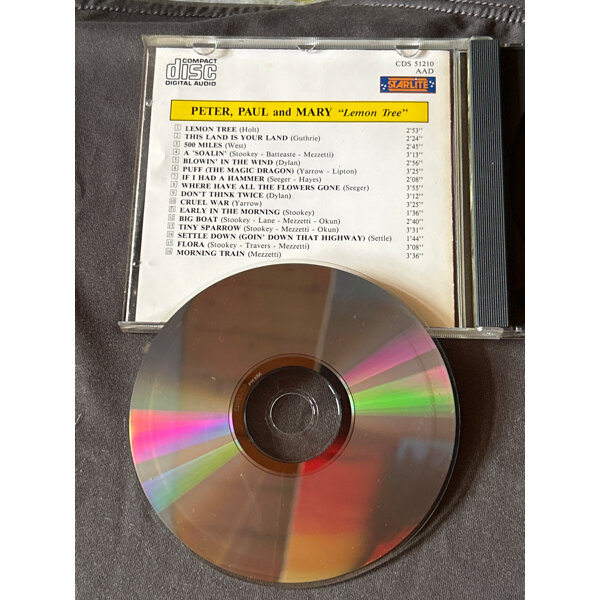 COMPACT
disc
DIGITAL AUDIO
CDS 51210
AAD
STARLITE
PETER, PAUL and MARY "Lemon Tree"
1 LEMON TREE (Holt) 2'53''
2 THIS LAND IS YOUR LAND (Guthrie) 2'24''
3 500 MILES (West) 2'45''
4 A 'SOALIN' (Stookey - Batteaste - Mezzetti) 3'13''
5 BLOWIN' IN THE WIND (Dylan) 2'56''
6 PUFF (THE MAGIC DRAGON) (Yarrow - Lipton) 3'25''
7 IF I HAD A HAMMER (Seeger - Hayes) 2'08''
8 WHERE HAVE ALL THE FLOWERS GONE (Seeger) 3'55''
9 DON'T THINK TWICE (Dylan) 3'12''
10 CRUEL WAR (Yarrow) 3'25''
11 EARLY IN THE MORNING (Stookey) 1'36''
12 BIG BOAT (Stookey - Lane - Mezzetti - Okun) 2'40''
13 TINY SPARROW (Travers - Mezzetti - Okun) 3'31''
14 SETTLE DOWN (GOIN' DOWN THAT HIGHWAY) (Settle) 1'44''
15 FLORA (Stookey - Travers - Mezzetti) 3'08''
16 MORNING TRAIN (Mezzetti) 3'36''